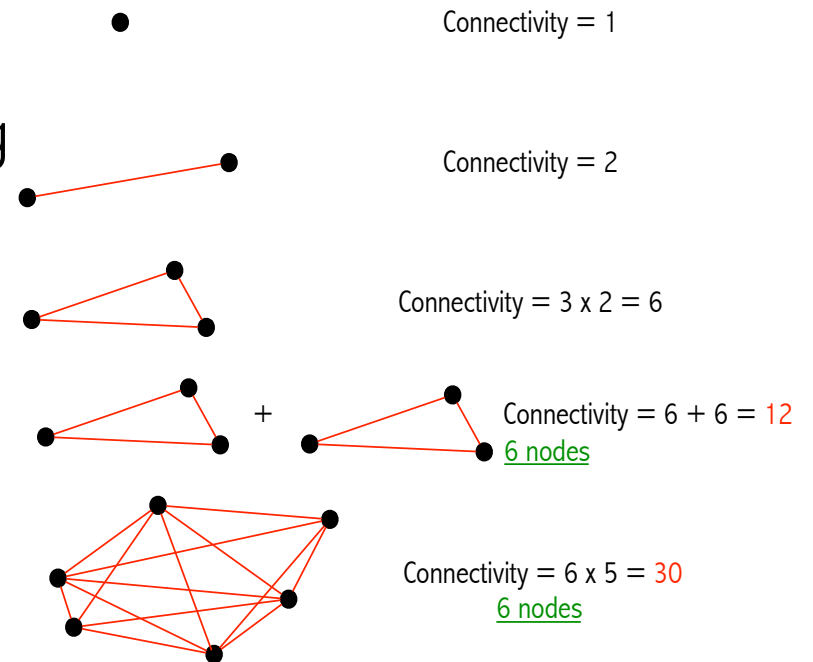 Connectivity = 1
Connectivity = 2
Connectivity = 3 x 2 = 6
+
Connectivity = 6 + 6 = 12
6 nodes
Connectivity = 6 x 5 = 30
6 nodes